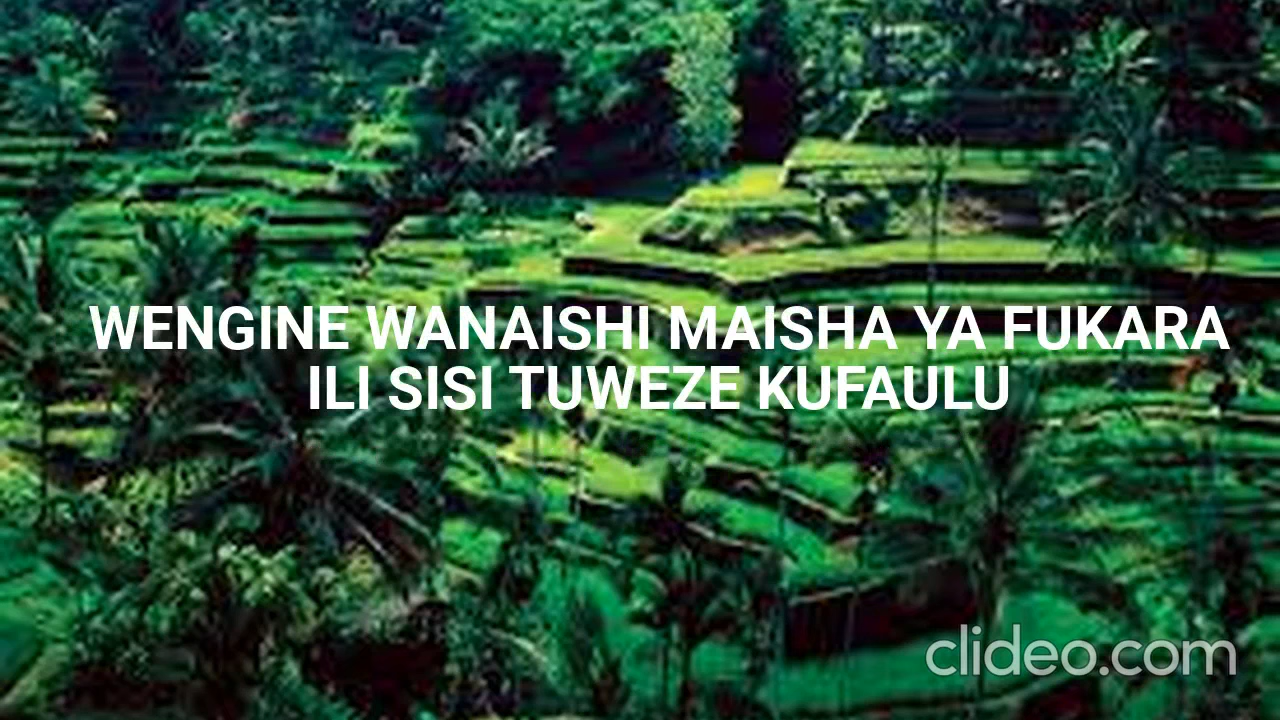 WENGINE WANAISHI MAISHA YA FUKARA
ILI SISI TUWEZE KUFAULU
clideo.com